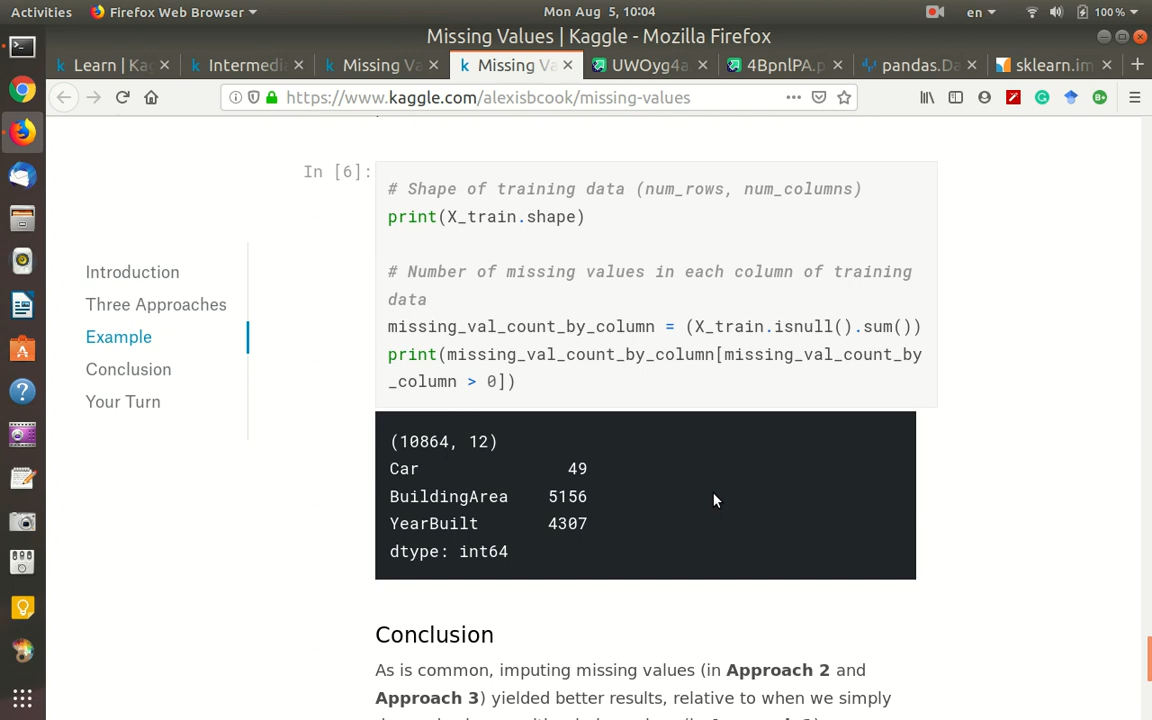 Activities Firefox Web Browser Mon Aug 5, 10:04 en 100%
Missing Values | Kaggle - Mozilla Firefox
Learn | Ka Intermedi Missing V Missing Va UWOyg4a 4BpnlPA.p pandas.Da sklearn.im
https://www.kaggle.com/alexisbcook/missing-values
In [6]:
# Shape of training data (num_rows, num_columns)
print(X_train.shape)
# Number of missing values in each column of training
data
missing_val_count_by_column = (X_train.isnull().sum())
print(missing_val_count_by_column[missing_val_count_by
_column > 0])
Introduction
Three Approaches
Example
Conclusion
Your Turn
(10864, 12)
Car 49
BuildingArea 5156
YearBuilt 4307
dtype: int64
Conclusion
As is common, imputing missing values (in Approach 2 and
Approach 3) yielded better results, relative to when we simply